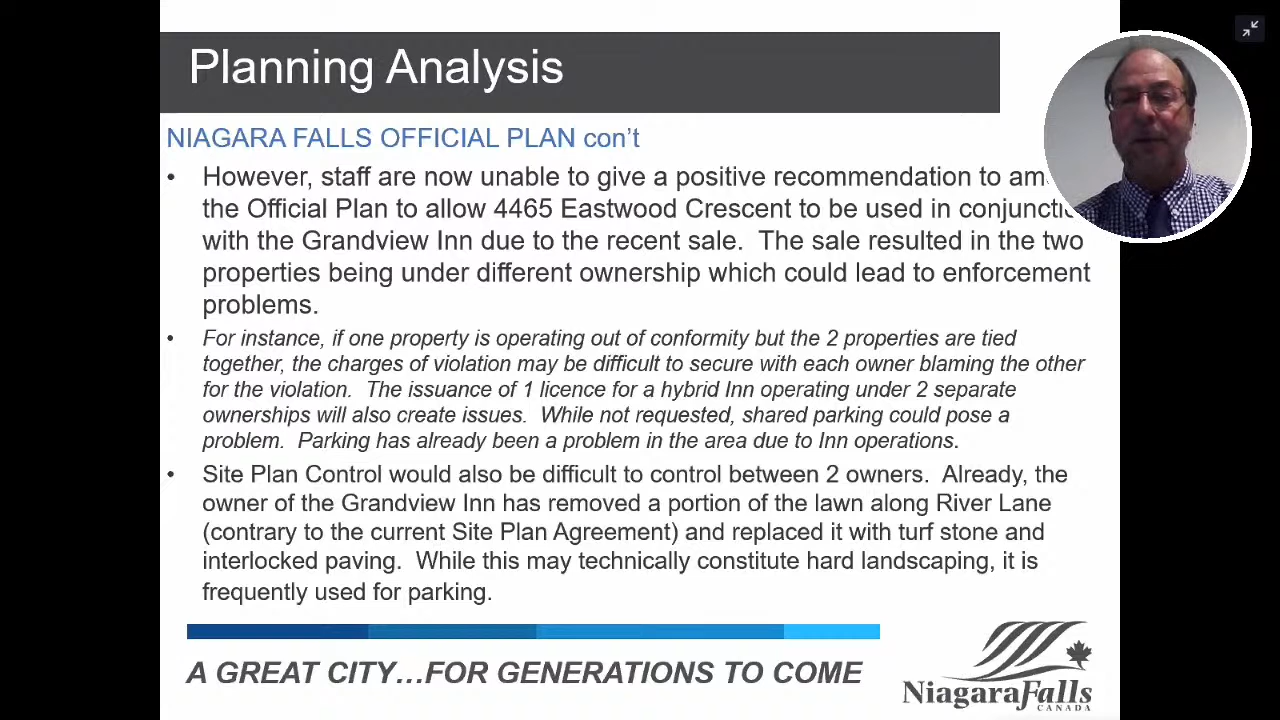 Planning Analysis
NIAGARA FALLS OFFICIAL PLAN con't
• However, staff are now unable to give a positive recommendation to
the Official Plan to allow 4465 Eastwood Crescent to be used in
with the Grandview Inn due to the recent sale. The sale resulted in the two
properties being under different ownership which could lead to enforcement
problems.
• For instance, if one property is operating out of conformity but the 2 properties are tied
together, the charges of violation may be difficult to secure with each owner blaming the other
for the violation. The issuance of 1 licence for a hybrid Inn operating under 2 separate
ownerships will also create issues. While not requested, shared parking could pose a
problem. Parking has already been a problem in the area due to Inn operations.
• Site Plan Control would also be difficult to control between 2 owners. Already, the
owner of the Grandview Inn has removed a portion of the lawn along River Lane
(contrary to the current Site Plan Agreement) and replaced it with turf stone and
interlocked paving. While this may technically constitute hard landscaping, it is
frequently used for parking.
A GREAT CITY…FOR GENERATIONS TO COME
NiagaraFalls
CANADA